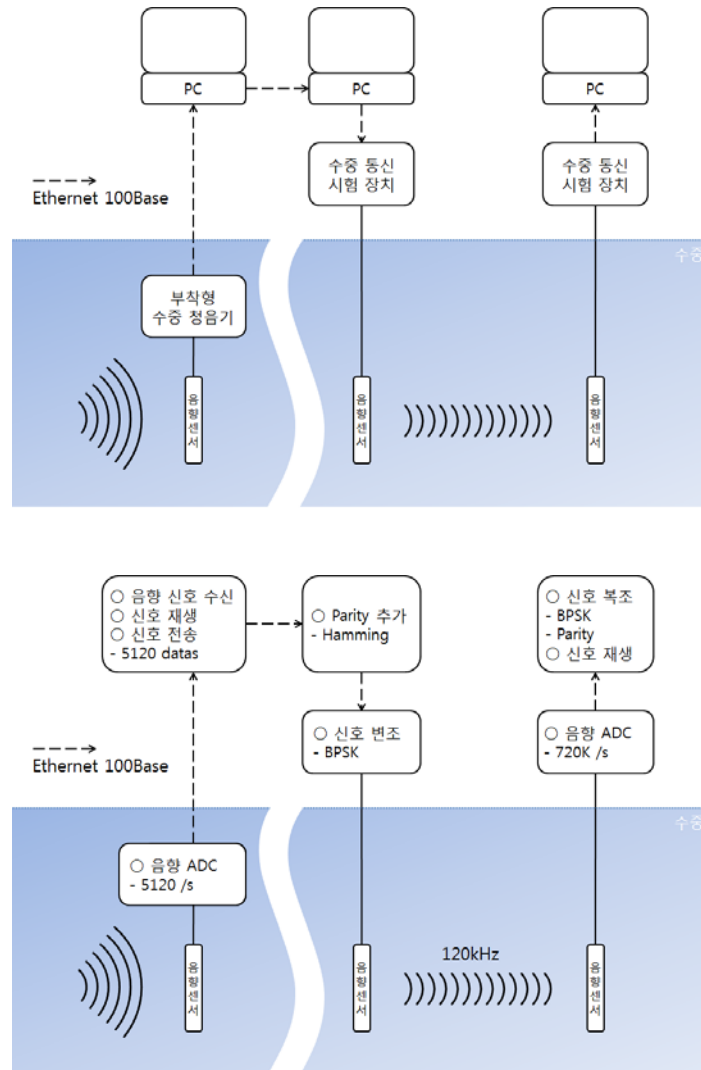 PC
PC
PC
수중 통신
시험 장치
수중 통신
시험 장치
Ethernet 100Base
수중
부착형
수중 청음기
음향센서
음향센서
음향센서
○ 음향 신호 수신
○ 신호 재생
○ 신호 전송
- 5120 datas
○ Parity 추가
- Hamming
○ 신호 복조
- BPSK
- Parity
○ 신호 재생
○ 신호 변조
- BPSK
○ 음향 ADC
- 720K /s
Ethernet 100Base
수중
○ 음향 ADC
- 5120 /s
120kHz
음향센서
음향센서
음향센서